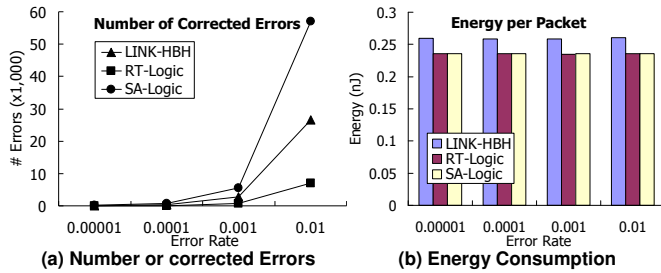 Number of Corrected Errors
60
50
40
30
20
10
0
# Errors (x1,000)
LINK-HBH
RT-Logic
SA-Logic
0.00001 0.0001 0.001 0.01
Error Rate
(a) Number or corrected Errors
Energy per Packet
0.3
0.25
0.2
0.15
0.1
0.05
0
Energy (nJ)
LINK-HBH
RT-Logic
SA-Logic
0.00001 0.0001 0.001 0.01
Error Rate
(b) Energy Consumption